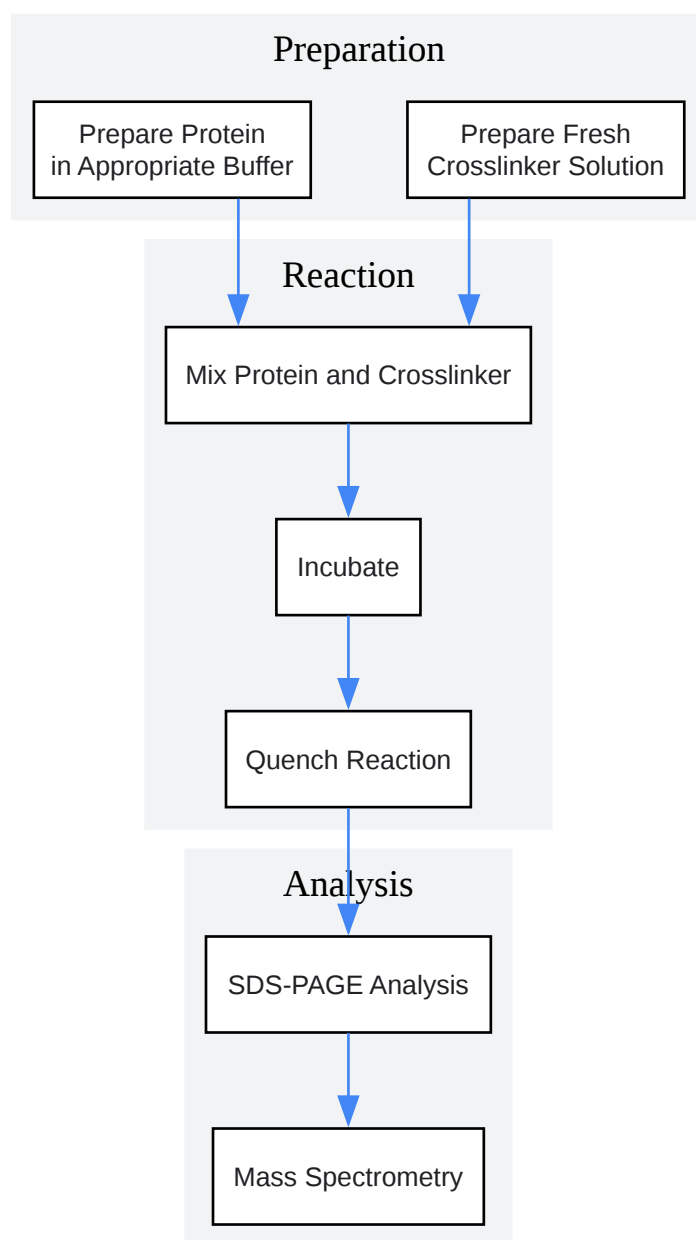 Preparation
Prepare Protein
in Appropriate Buffer
Prepare Fresh
Crosslinker Solution
Reaction
Mix Protein and Crosslinker
Incubate
Quench Reaction
Analysis
SDS-PAGE Analysis
Mass Spectrometry